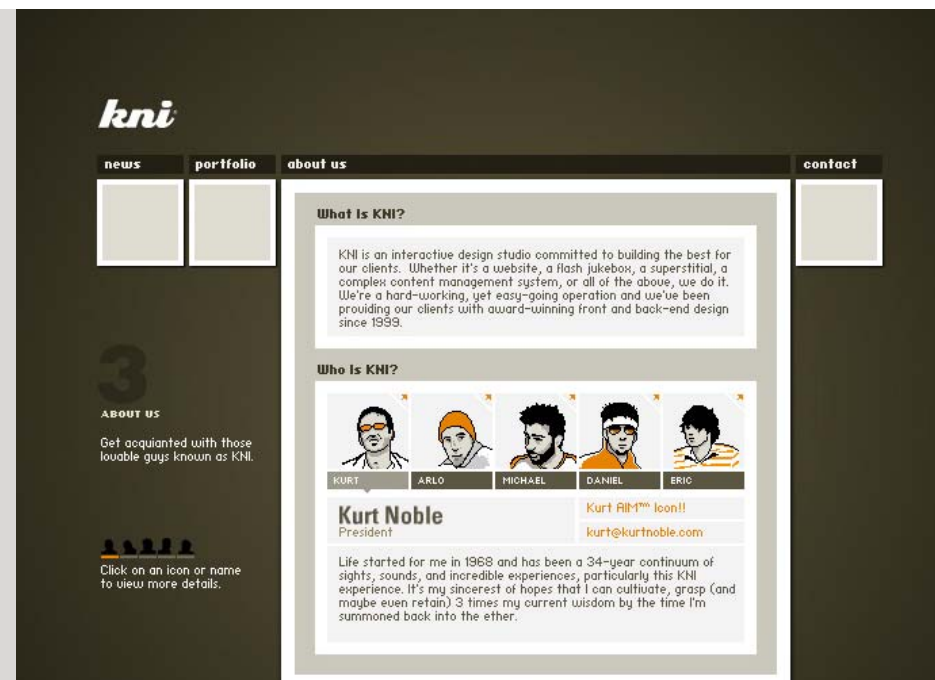 kni
news portfolio about us contact
What Is KNI?
KNI is an interactive design studio committed to building the best for
our clients. Whether it's a website, a flash jukebox, a superstitial, a
complex content management system, or all of the above, we do it.
We're a hard-working, yet easy-going operation and we've been
providing our clients with award-winning front and back-end design
since 1999.
3
ABOUT US
Get acquianted with those
lovable guys known as KNI.
Click on an icon or name
to view more details.
Who Is KNI?
KURT ARLO MICHAEL DANIEL ERIC
Kurt Noble
President
Kurt AIM™ Icon!!
kurt@kurtnoble.com
Life started for me in 1968 and has been a 34-year continuum of
sights, sounds, and incredible experiences, particularly this KNI
experience. It's my sincerest of hopes that I can cultivate, grasp (and
maybe even retain) 3 times my current wisdom by the time I'm
summoned back into the ether.